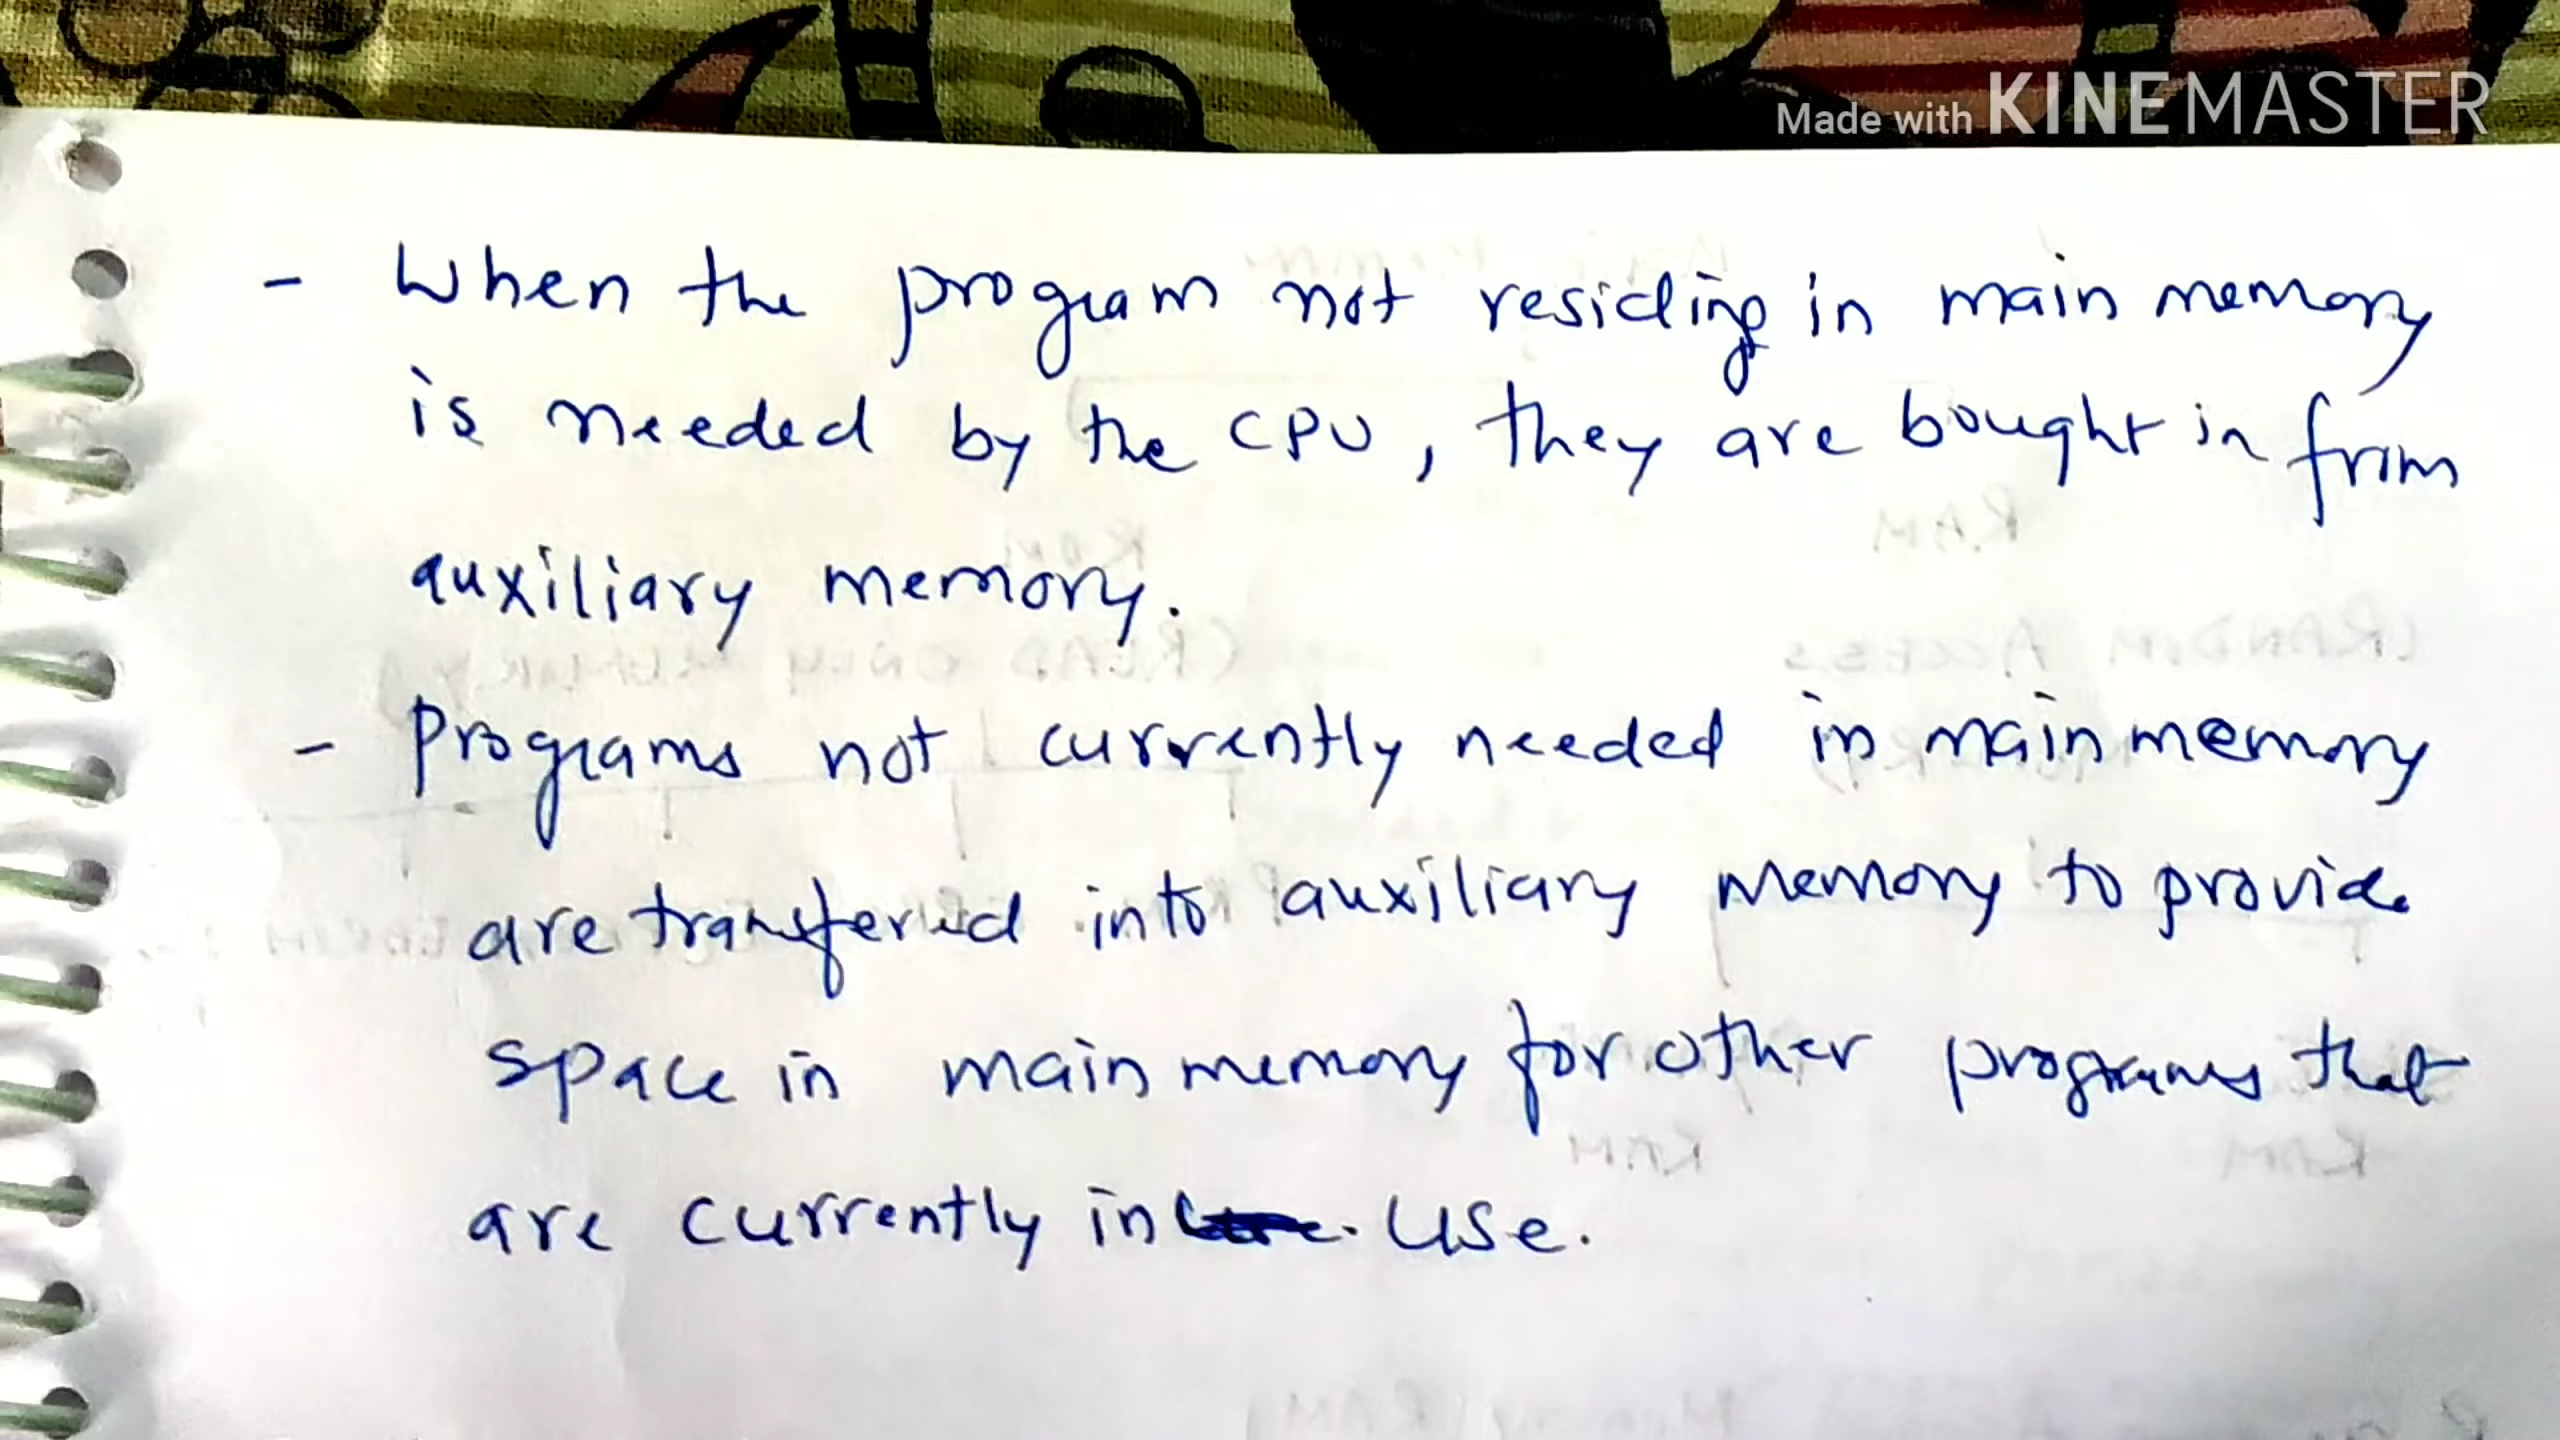 Made with KINEMASTER
- When the program not residing in main memory
is needed by the CPU, they are bought in from
auxiliary memory.
- Programs not currently needed in main memory
are transfered into auxiliary memory to provide
space in main memory for other programs that
are currently in use.